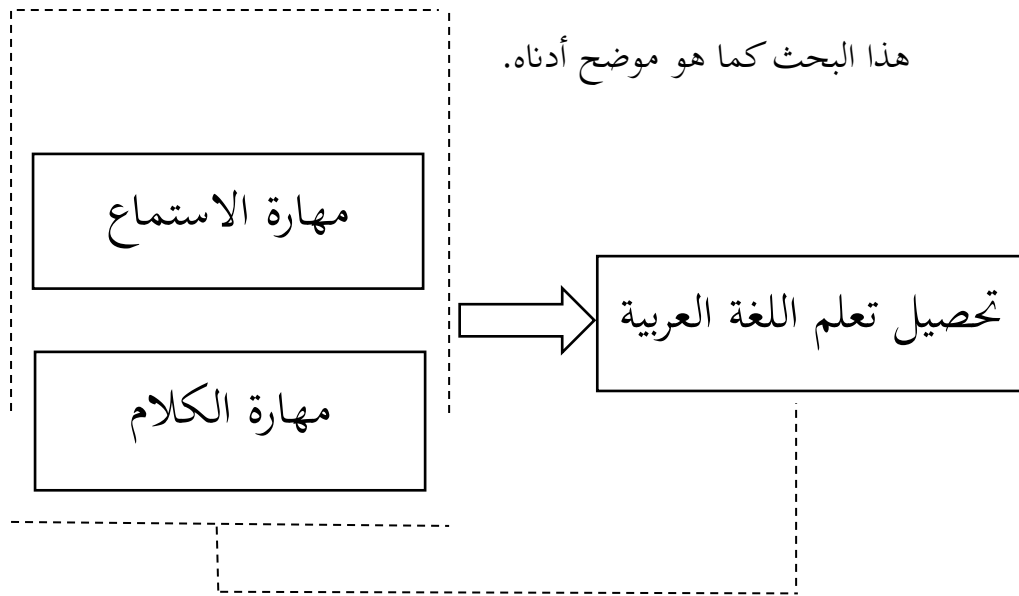 هذا البحث كما هو موضح أدناه.
مهارة الاستماع
تحصيل تعلم اللغة العربية
مهارة الكلام